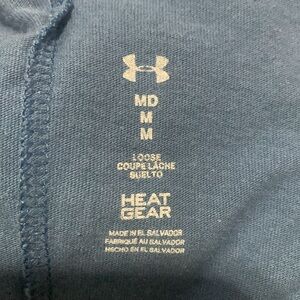 MD
M
M
LOOSE
COUPE LÂCHE
SUELTO
HEAT
GEAR
MADE IN EL SALVADOR
FABRIQUÉ AU SALVADOR
HECHO EN EL SALVADOR